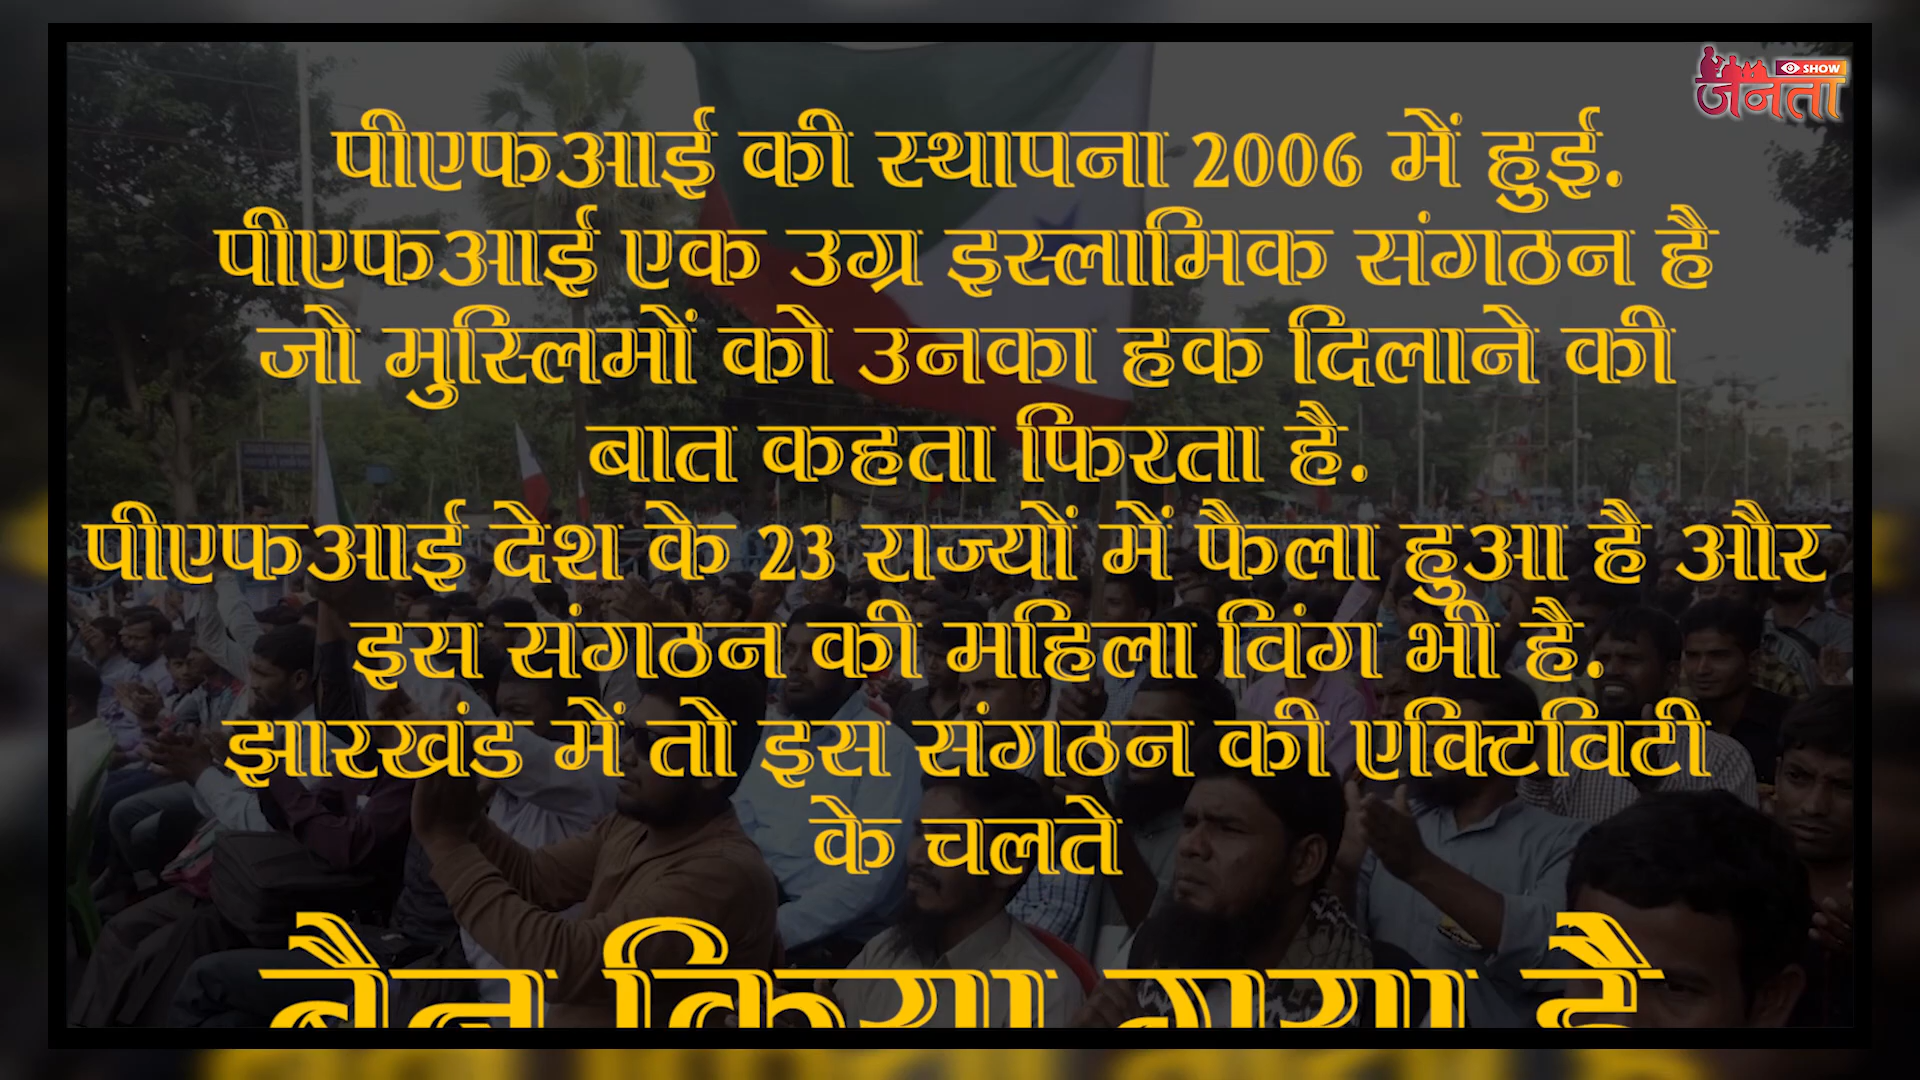 SHOW
जनता
पीएफआई की स्थापना 2006 में हुई.
पीएफआई एक उग्र इस्लामिक संगठन है
जो मुस्लिमों को उनका हक दिलाने की
बात कहता फिरता है.
पीएफआई देश के 23 राज्यों में फैला हुआ है और
इस संगठन की महिला विंग भी है.
झारखंड में तो इस संगठन की एक्टिविटी
के चलते
बैन किया गया है